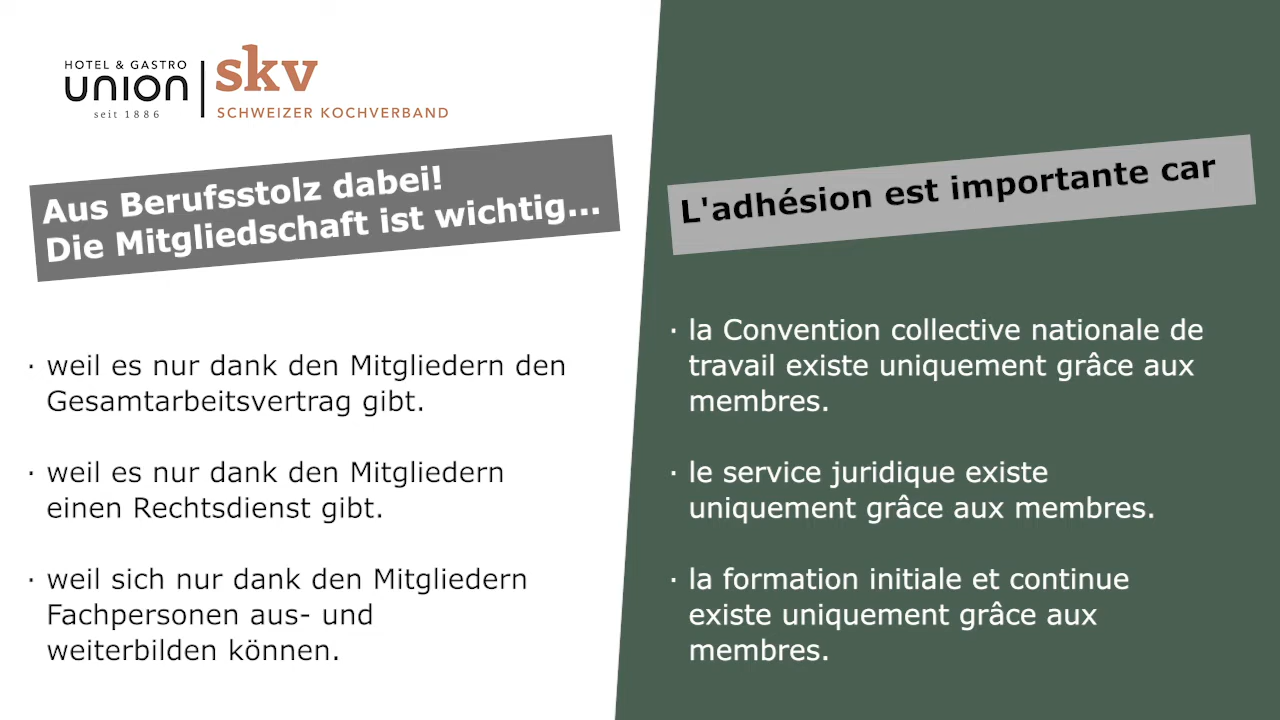 HOTEL & GASTRO
union
seit 1886
skv
SCHWEIZER KOCHVERBAND
Aus Berufsstolz dabei!
Die Mitgliedschaft ist wichtig...
· weil es nur dank den Mitgliedern den
Gesamtarbeitsvertrag gibt.
· weil es nur dank den Mitgliedern
einen Rechtsdienst gibt.
· weil sich nur dank den Mitgliedern
Fachpersonen aus- und
weiterbilden können.
L'adhésion est importante car
· la Convention collective nationale de
travail existe uniquement grâce aux
membres.
· le service juridique existe
uniquement grâce aux membres.
· la formation initiale et continue
existe uniquement grâce aux
membres.